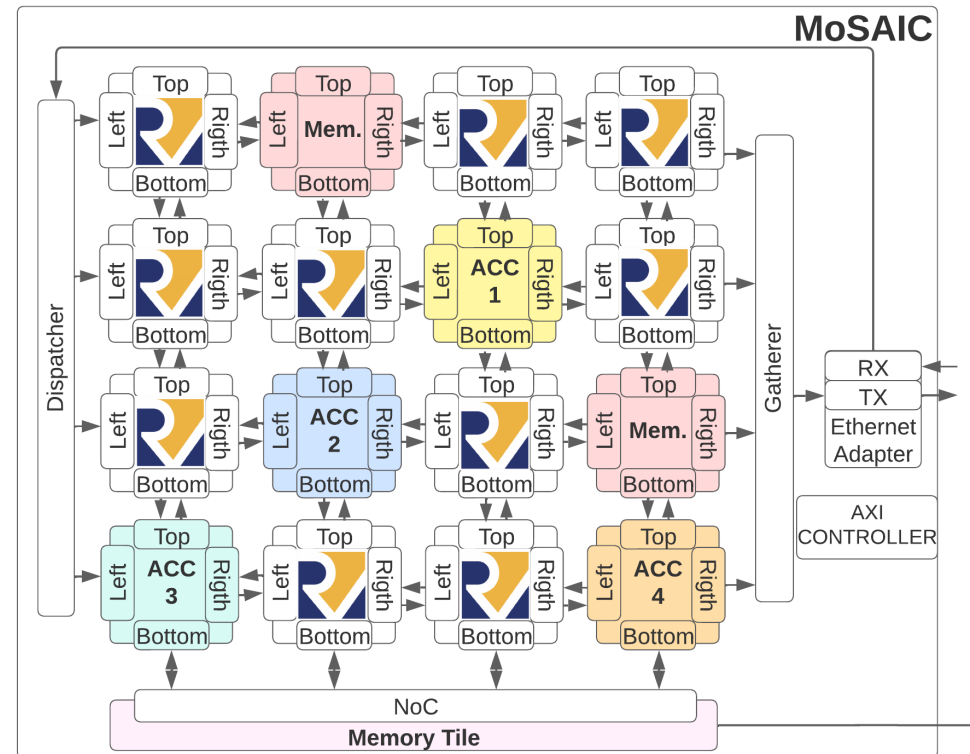 MoSAIC
Top Top Top Top
Left Rigth Left Mem. Rigth Left Rigth Left Rigth
Bottom Bottom Bottom Bottom
Top Top Top Top
Left Rigth Left Rigth Left ACC Rigth Left Rigth
1
Bottom Bottom Bottom Bottom
Dispatcher
Gatherer
RX
TX
Ethernet
Adapter
Top Top Top Top
Left Rigth Left ACC Rigth Left Rigth Left Mem. Rigth
2
Bottom Bottom Bottom Bottom
AXI
CONTROLLER
Top Top Top Top
Left ACC Rigth Left Rigth Left Rigth Left ACC Rigth
3 4
Bottom Bottom Bottom Bottom
NoC
Memory Tile